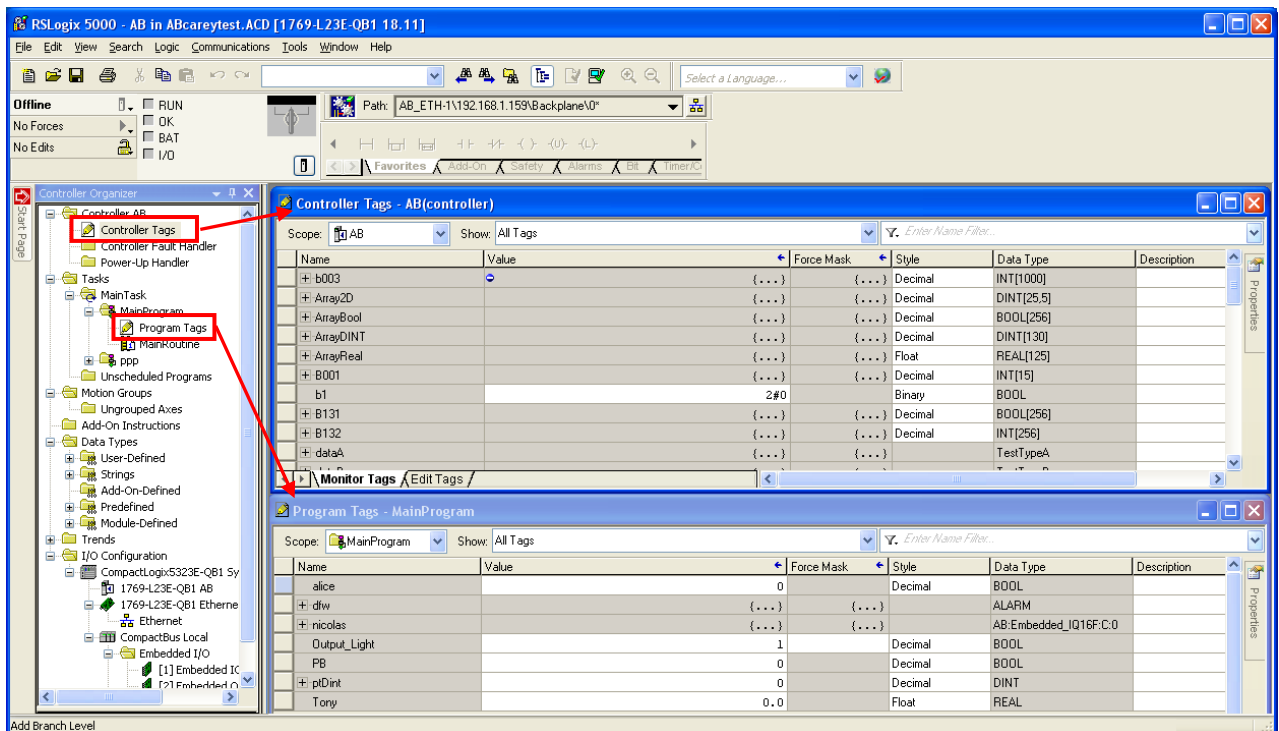 RSLogix 5000 - AB in ABcareytest.ACD [1769-L23E-QB1 18.11]
File Edit View Search Logic Communications Tools Window Help
Select a Language...
Offline RUN
No Forces OK
No Edits BAT
I/O
Path: AB_ETH-1\192.168.1.159\Backplane\0*
Favorites Add-On Safety Alarms Bit Timer/C
Start Page
Controller Organizer
Controller AB
Controller Tags
Controller Fault Handler
Power-Up Handler
Tasks
MainTask
MainProgram
Program Tags
MainRoutine
ppp
Unscheduled Programs
Motion Groups
Ungrouped Axes
Add-On Instructions
Data Types
User-Defined
Strings
Add-On-Defined
Predefined
Module-Defined
Trends
I/O Configuration
CompactLogix5323E-QB1 Sy
1769-L23E-QB1 AB
1769-L23E-QB1 Etherne
Ethernet
CompactBus Local
Embedded I/O
[1] Embedded IC
[2] Embedded O
Controller Tags - AB(controller)
Scope: AB Show: All Tags Enter Name Filter...
Name Value Force Mask Style Data Type Description
b003 {...} {...} Decimal INT[1000]
Array2D {...} {...} Decimal DINT[25,5]
ArrayBool {...} {...} Decimal BOOL[256]
ArrayDINT {...} {...} Decimal DINT[130]
ArrayReal {...} {...} Float REAL[125]
B001 {...} {...} Decimal INT[15]
b1 2#0 Binary BOOL
B131 {...} {...} Decimal BOOL[256]
B132 {...} {...} Decimal INT[256]
dataA {...} {...} TestTypeA
Monitor Tags Edit Tags
Properties
Program Tags - MainProgram
Scope: MainProgram Show: All Tags Enter Name Filter...
Name Value Force Mask Style Data Type Description
alice 0 Decimal BOOL
dfw {...} {...} ALARM
nicolas {...} {...} AB:Embedded_IQ16F:C:0
Output_Light 1 Decimal BOOL
PB 0 Decimal BOOL
ptDint 0 Decimal DINT
Tony 0.0 Float REAL
Properties
Add Branch Level